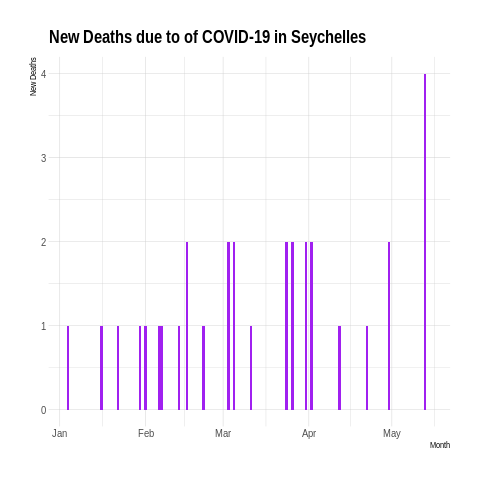 New Deaths due to of COVID-19 in Seychelles
New Deaths
4
3
2
1
0
Jan Feb Mar Apr May
Month